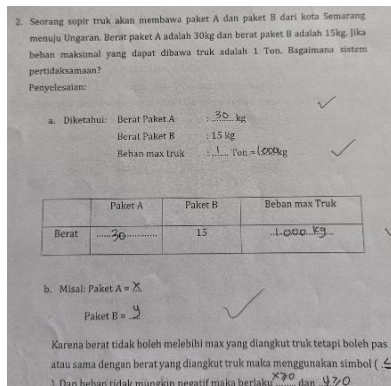 2. Seorang sopir truk akan membawa paket A dan paket B dari kota Semarang
menuju Ungaran. Berat paket A adalah 30kg dan berat paket B adalah 15kg. Jika
beban maksimal yang dapat dibawa truk adalah 1 Ton. Bagaimana sistem
pertidaksamaan?
Penyelesaian:
a. Diketahui: Berat Paket A : 30 kg
Berat Paket B : 15 kg
Beban max truk : 1 Ton = 1.000kg
Paket A Paket B Beban max Truk
Berat 30 15 1.000 kg
b. Misal: Paket A = x
Paket B = y
Karena berat tidak boleh melebihi max yang diangkut truk tetapi boleh pas
atau sama dengan berat yang diangkut truk maka menggunakan simbol ( ≤
). Dan beban tidak mungkin negatif maka berlaku x≥0 dan y≥0